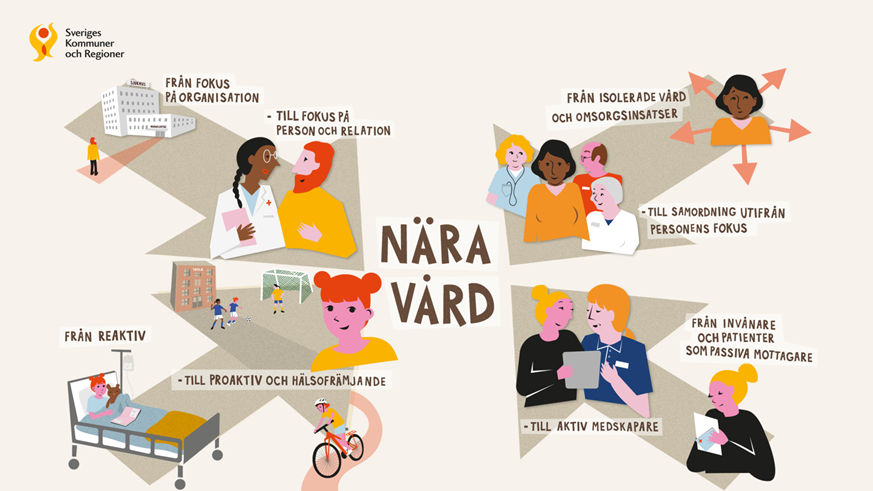 Sveriges
Kommuner
och Regioner
SJUKHUS
FRÅN FOKUS
PÅ ORGANISATION
- TILL FOKUS PÅ
PERSON OCH RELATION
FRÅN ISOLERADE VÅRD
OCH OMSORGSINSATSER
- TILL SAMORDNING UTIFRÅN
PERSONENS FOKUS
NÄRA
VÅRD
FRÅN REAKTIV
- TILL PROAKTIV OCH HÄLSOFRÄMJANDE
FRÅN INVÅNARE
OCH PATIENTER
SOM PASSIVA MOTTAGARE
- TILL AKTIV MEDSKAPARE